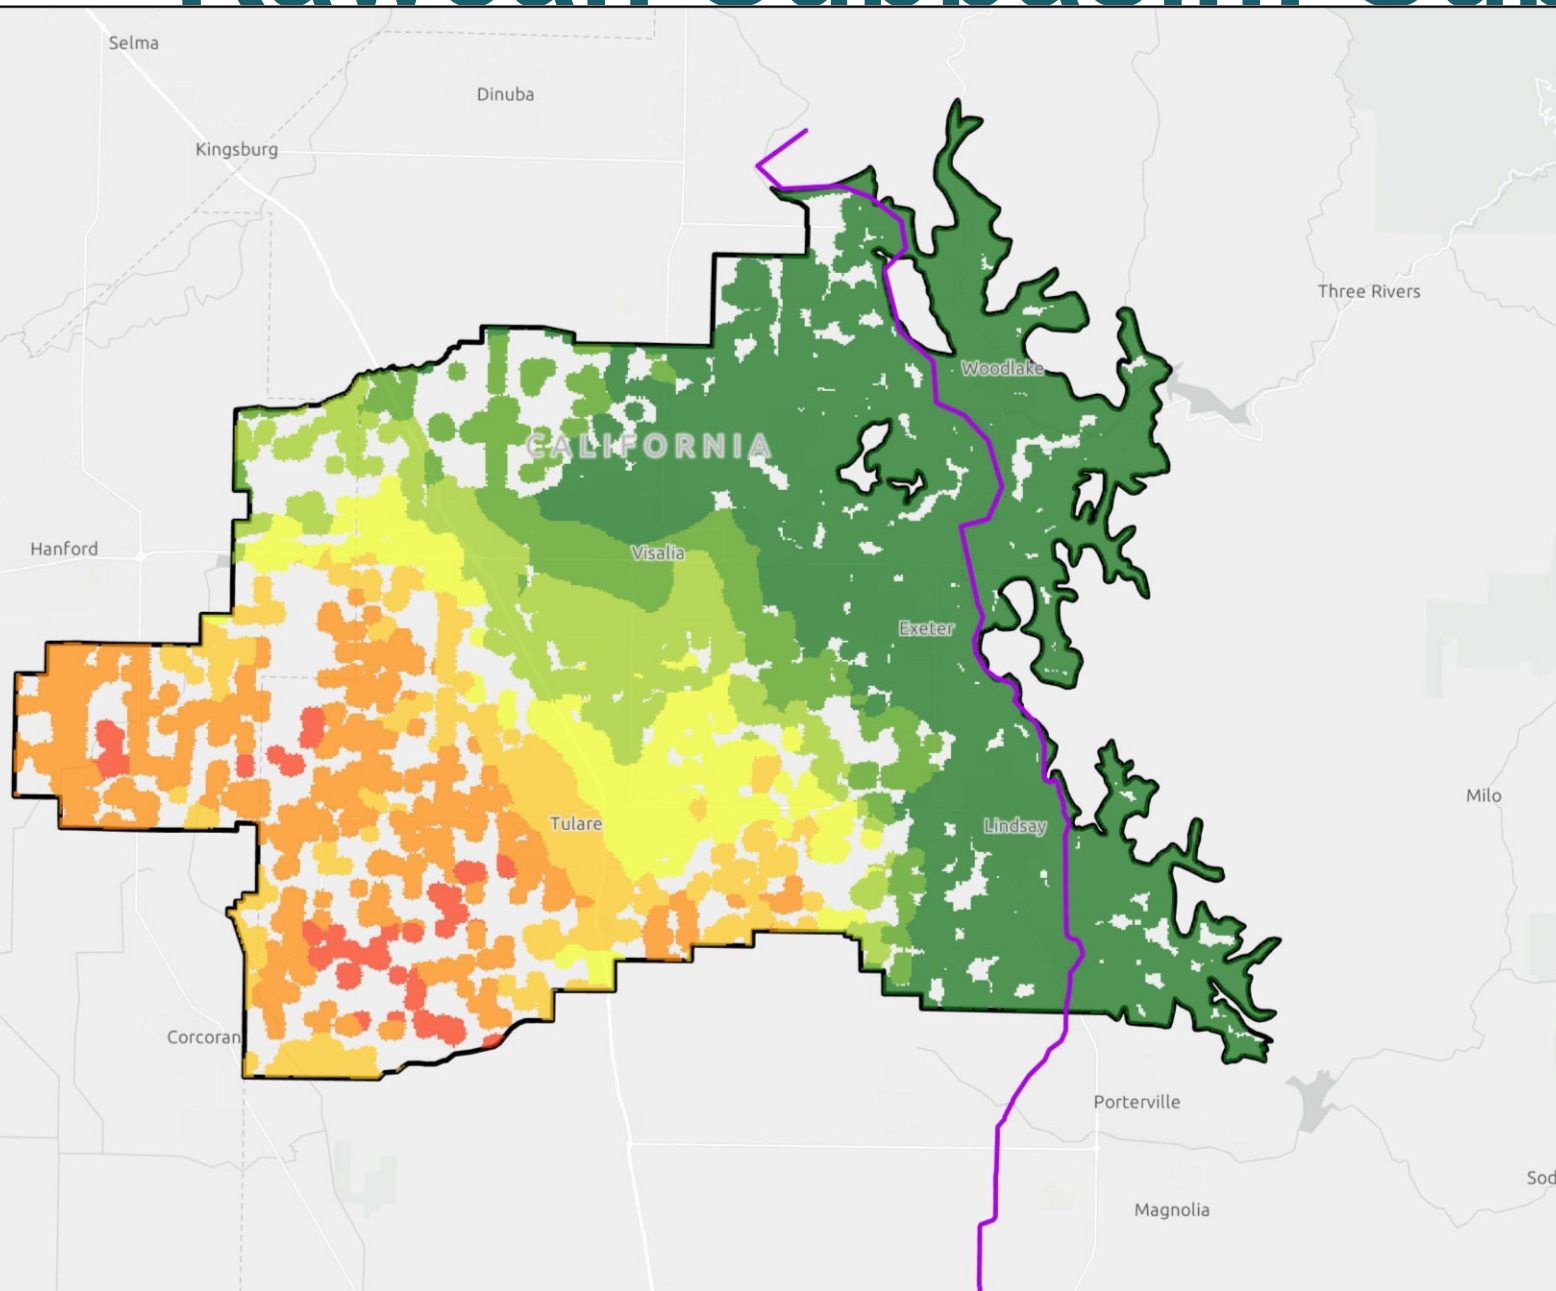 Selma
Dinuba
Kingsburg
Three Rivers
Woodlake
CALIFORNIA
Hanford
Visalia
Exeter
Milo
Tulare
Lindsay
Corcoran
Porterville
Magnolia